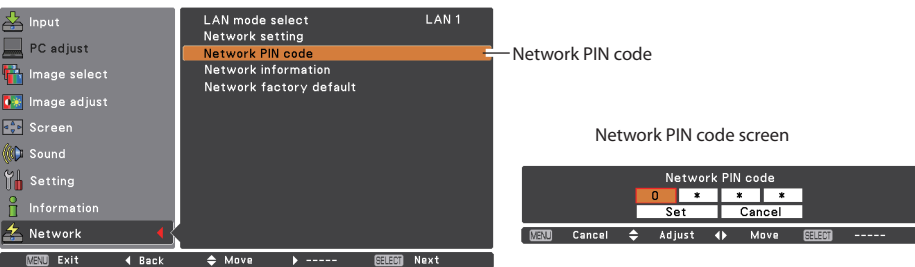 Input
PC adjust
Image select
Image adjust
Screen
Sound
Setting
Information
Network
LAN mode select LAN 1
Network setting
Network PIN code
Network information
Network factory default
MENU Exit Back Move ----- SELECT Next
Network PIN code
Network PIN code screen
Network PIN code
0 * * *
Set Cancel
MENU Cancel Adjust Move SELECT -----